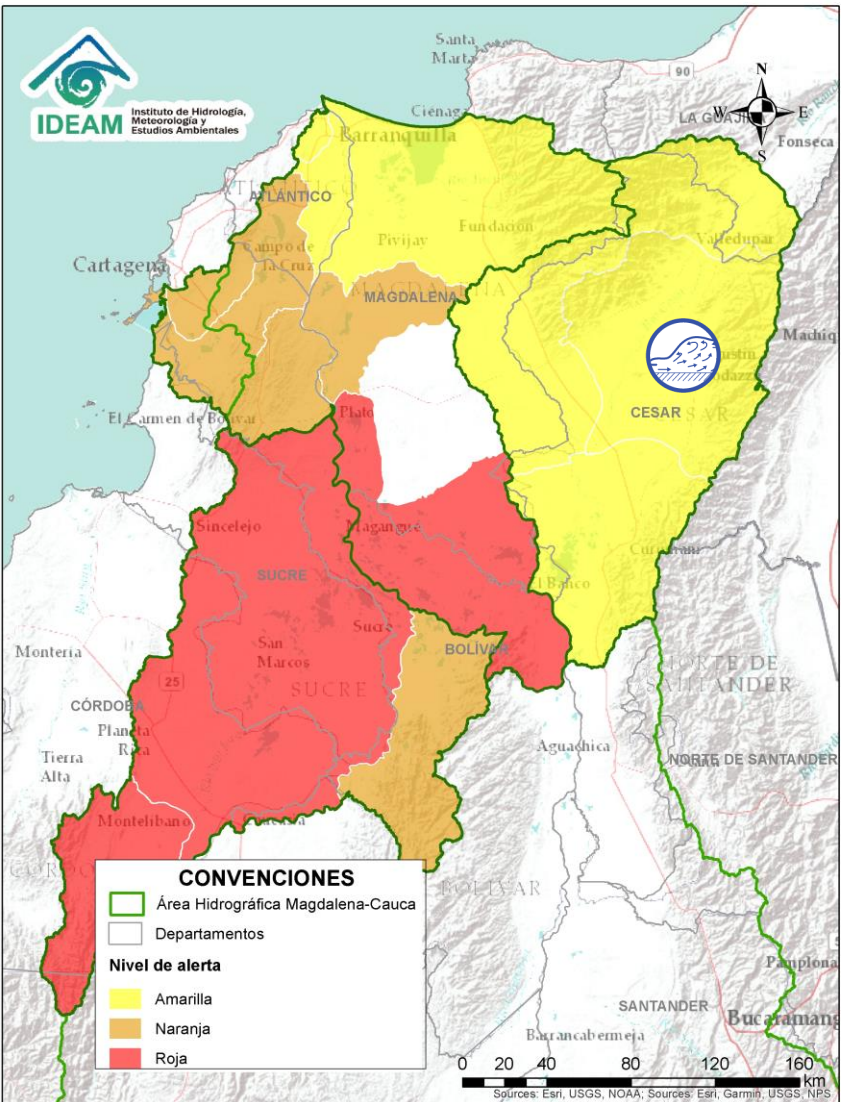 IDEAM
Instituto de Hidrología,
Meteorología y
Estudios Ambientales
Santa
Marta
90
N
W
E
S
LA GUAJIRA
Fonseca
Ciénaga
Barranquilla
ATLÁNTICO
Fundación
Valledupar
Pivijay
Campo de
la Cruz
Cartagena
MAGDALENA
CESAR
El Carmen de Bolívar
Plato
Sincelejo
Magangué
SUCRE
El Banco
Sucre
San
Marcos
SUCRE
BOLÍVAR
Montería
25
CÓRDOBA
Planeta
Rica
Tierra
Alta
NORTE DE
SANTANDER
Aguachica
NORTE DE SANTANDER
Montelibano
BOLÍVAR
CONVENCIONES
Área Hidrográfica Magdalena-Cauca
Departamentos
Nivel de alerta
Amarilla
Naranja
Roja
Pamplona
SANTANDER
Bucaramang
Barrancabermeja
0 20 40 80 120 160
km
Sources: Esri, USGS, NOAA; Sources: Esri, Garmin, USGS, NPS